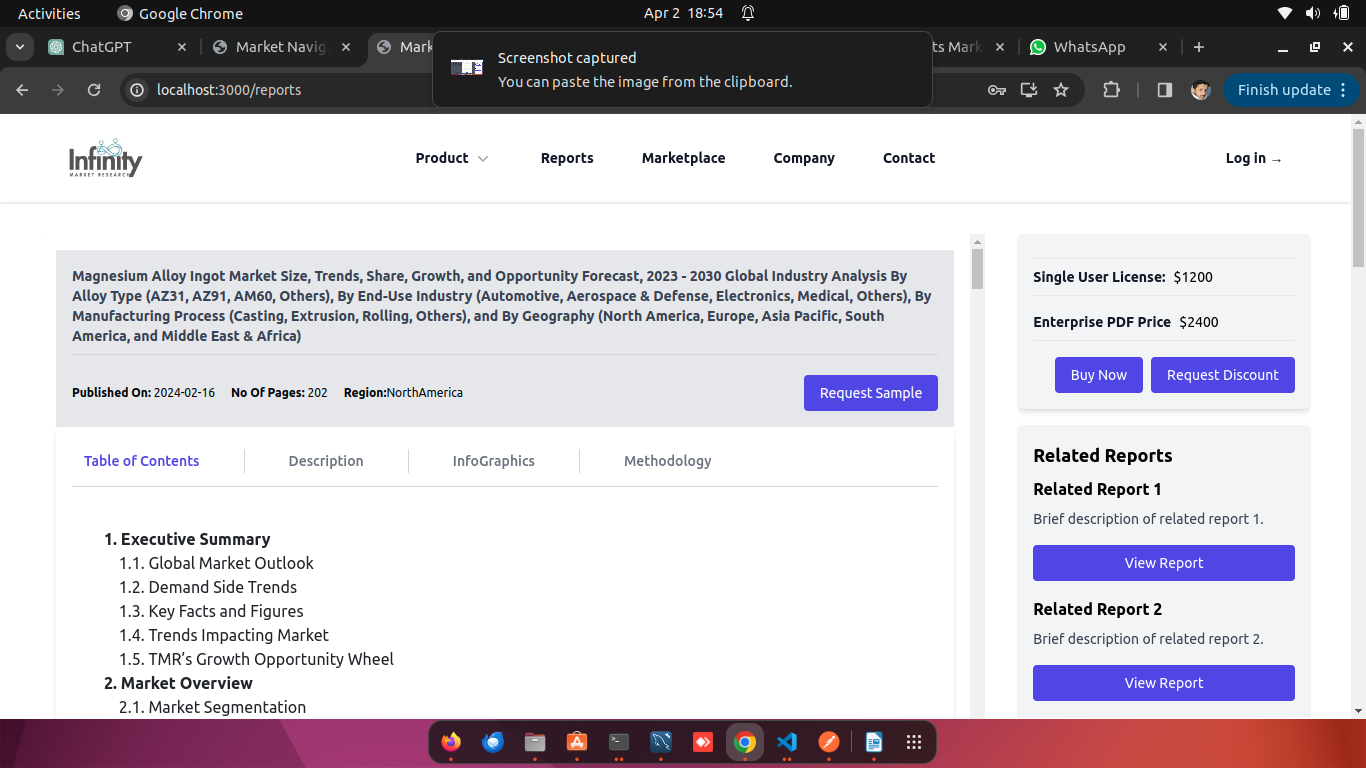 Activities
Google Chrome
Apr 2 18:54
ChatGPT
Market Navig
Mark
ts Mark
WhatsApp
Screenshot captured
You can paste the image from the clipboard.
localhost:3000/reports
Finish update
Infinity
MARKET RESEARCH
Product
Reports
Marketplace
Company
Contact
Log in →
Magnesium Alloy Ingot Market Size, Trends, Share, Growth, and Opportunity Forecast, 2023 - 2030 Global Industry Analysis By
Alloy Type (AZ31, AZ91, AM60, Others), By End-Use Industry (Automotive, Aerospace & Defense, Electronics, Medical, Others), By
Manufacturing Process (Casting, Extrusion, Rolling, Others), and By Geography (North America, Europe, Asia Pacific, South
America, and Middle East & Africa)
Published On: 2024-02-16 No Of Pages: 202 Region:NorthAmerica
Request Sample
Table of Contents
Description
InfoGraphics
Methodology
1. Executive Summary
1.1. Global Market Outlook
1.2. Demand Side Trends
1.3. Key Facts and Figures
1.4. Trends Impacting Market
1.5. TMR’s Growth Opportunity Wheel
2. Market Overview
2.1. Market Segmentation
Single User License: $1200
Enterprise PDF Price $2400
Buy Now
Request Discount
Related Reports
Related Report 1
Brief description of related report 1.
View Report
Related Report 2
Brief description of related report 2.
View Report